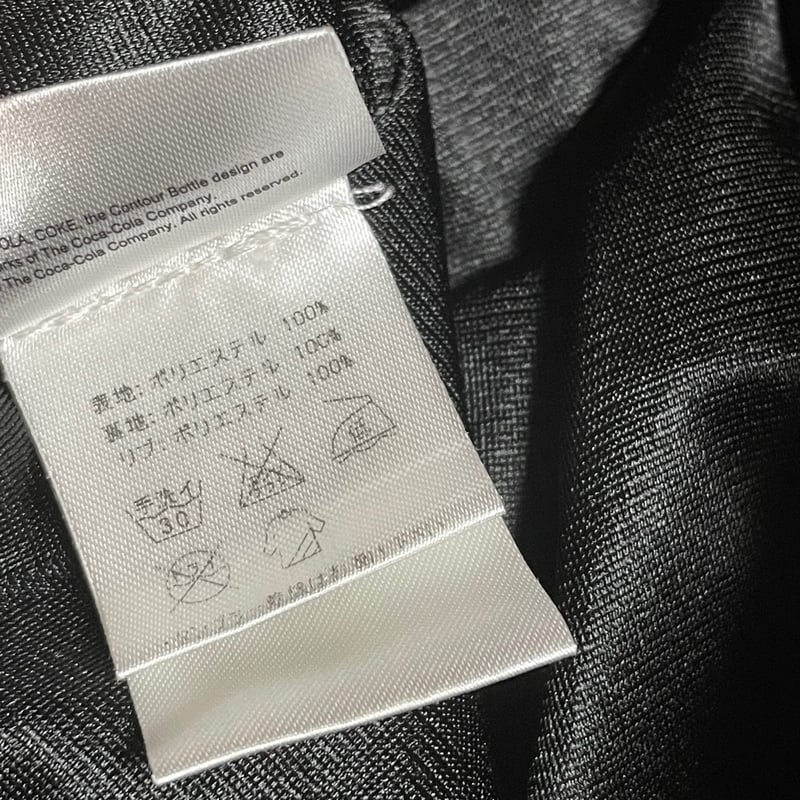 OLA, COKE, the Contour Bottle design are
of The Coca-Cola Company.
The Coca-Cola Company. All rights reserved.
表地: ポリエステル 100%
裏地: ポリエステル 100%
リブ: ポリエステル 100%
手洗イ
30
低